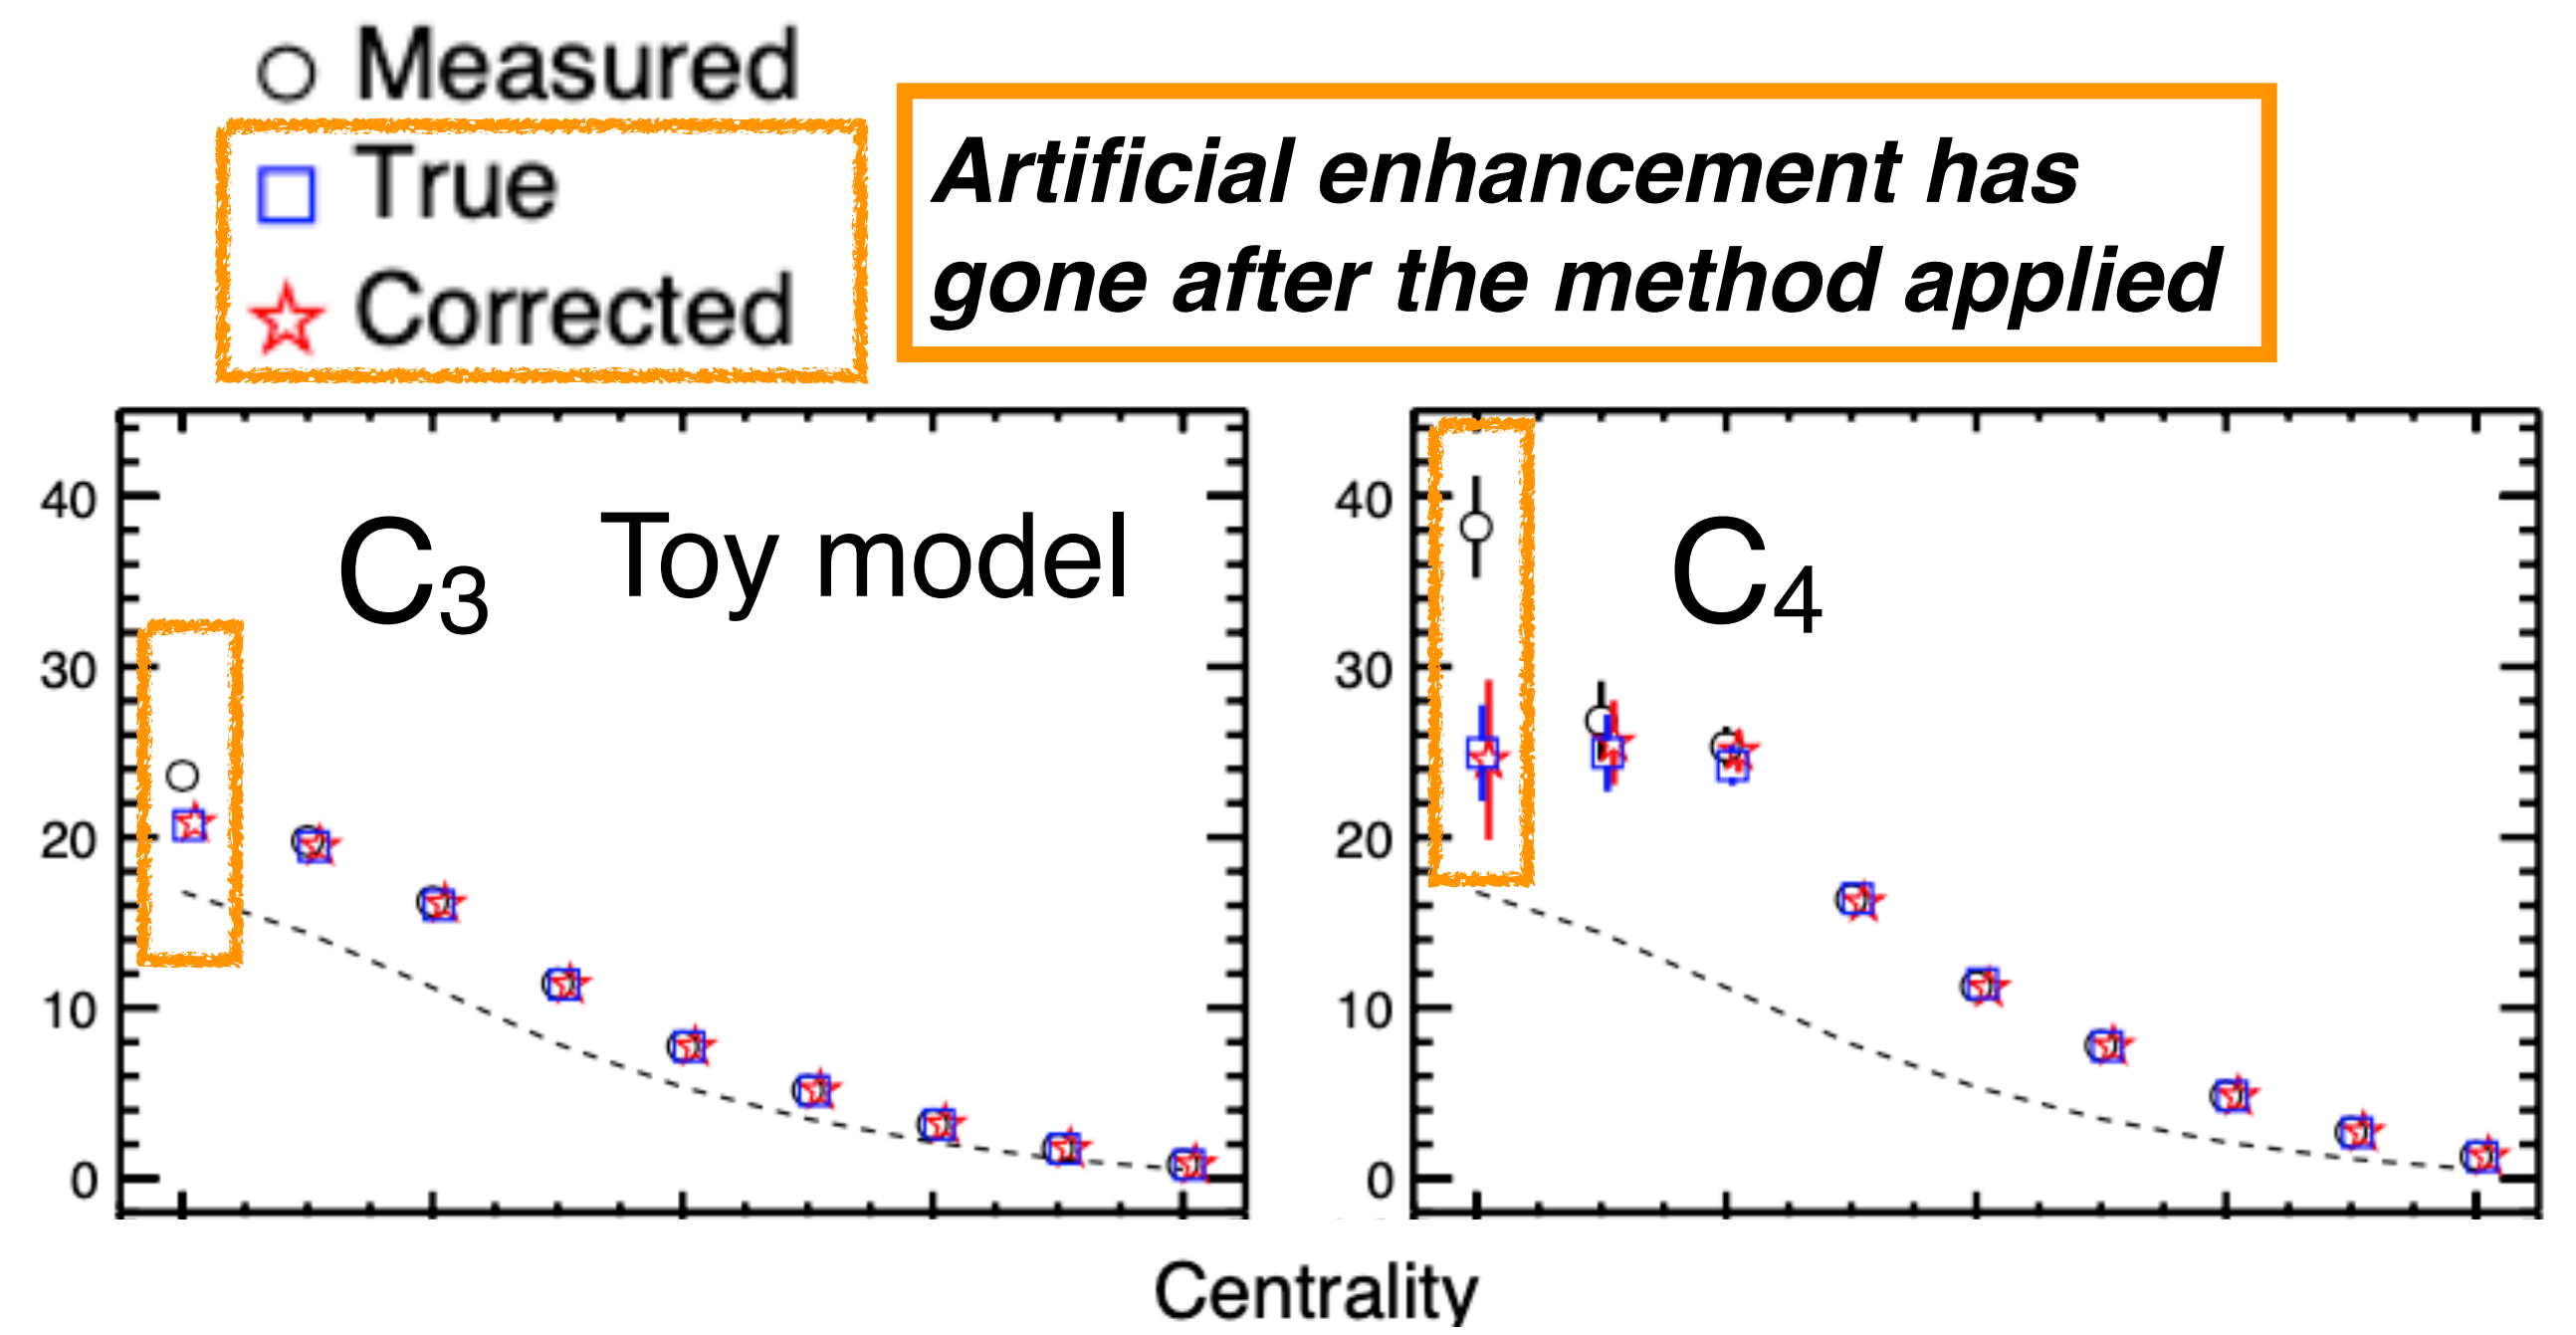 Measured
True
Corrected
Artificial enhancement has
gone after the method applied
C₃ Toy model
40
30
20
10
0
C₄
40
30
20
10
0
Centrality